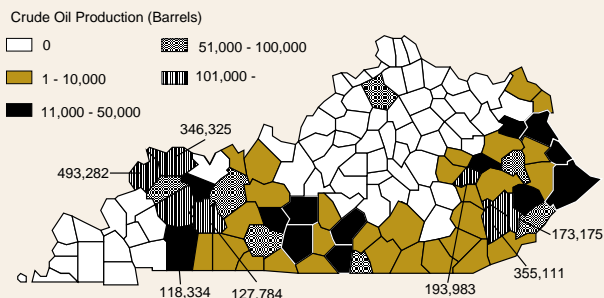 Crude Oil Production (Barrels)
0
51,000 - 100,000
1 - 10,000
101,000 -
11,000 - 50,000
346,325
493,282
173,175
355,111
193,983
127,784
118,334